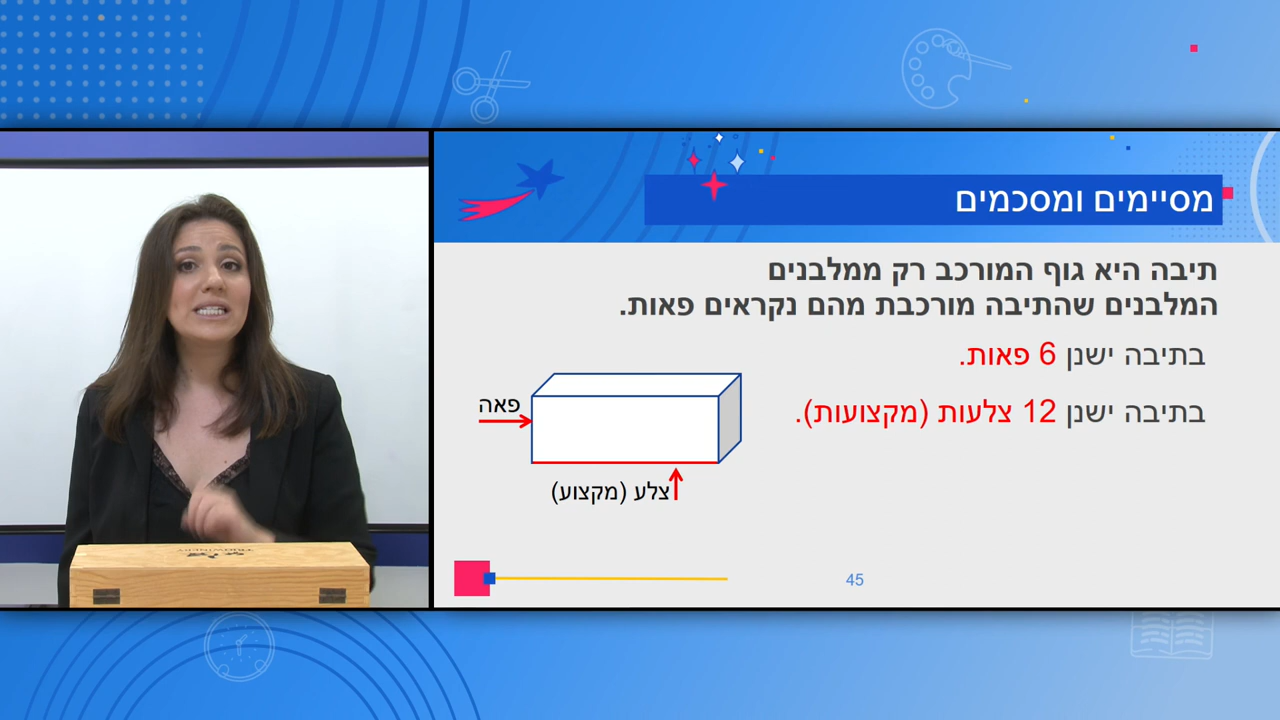 מסיימים ומסכמים
תיבה היא גוף המורכב רק ממלבנים
המלבנים שהתיבה מורכבת מהם נקראים פאות.
בתיבה ישנן 6 פאות.
בתיבה ישנן 12 צלעות (מקצועות).
פאה
צלע (מקצוע)
45